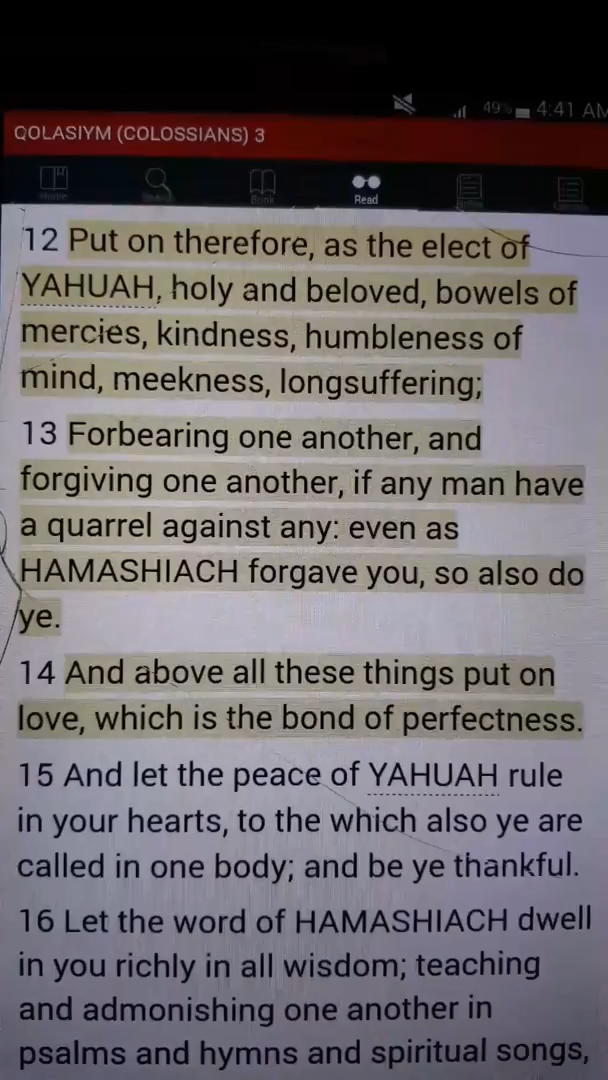 49% 4:41 AM
QOLASIYM (COLOSSIANS) 3
Home Search Book Read
12 Put on therefore, as the elect of
YAHUAH, holy and beloved, bowels of
mercies, kindness, humbleness of
mind, meekness, longsuffering;
13 Forbearing one another, and
forgiving one another, if any man have
a quarrel against any: even as
HAMASHIACH forgave you, so also do
ye.
14 And above all these things put on
love, which is the bond of perfectness.
15 And let the peace of YAHUAH rule
in your hearts, to the which also ye are
called in one body; and be ye thankful.
16 Let the word of HAMASHIACH dwell
in you richly in all wisdom; teaching
and admonishing one another in
psalms and hymns and spiritual songs,